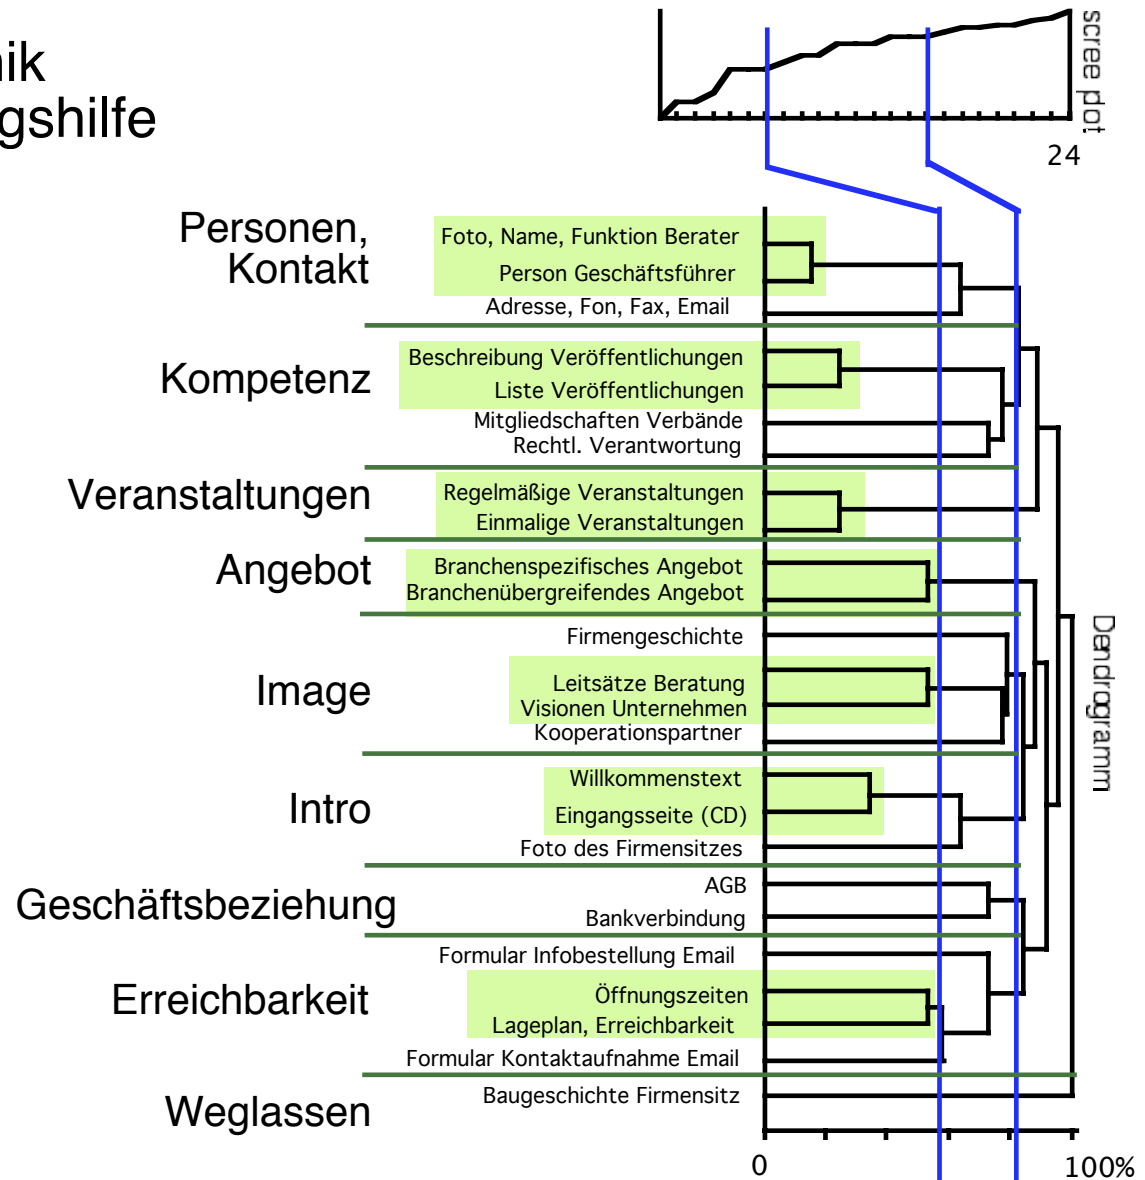 nik
gshilfe
scree plot
24
Personen,
Kontakt
Foto, Name, Funktion Berater
Person Geschäftsführer
Adresse, Fon, Fax, Email
Kompetenz
Beschreibung Veröffentlichungen
Liste Veröffentlichungen
Mitgliedschaften Verbände
Rechtl. Verantwortung
Veranstaltungen
Regelmäßige Veranstaltungen
Einmalige Veranstaltungen
Angebot
Branchenspezifisches Angebot
Branchenübergreifendes Angebot
Image
Firmengeschichte
Leitsätze Beratung
Visionen Unternehmen
Kooperationspartner
Intro
Willkommenstext
Eingangsseite (CD)
Foto des Firmensitzes
Geschäftsbeziehung
AGB
Bankverbindung
Erreichbarkeit
Formular Infobestellung Email
Öffnungszeiten
Lageplan, Erreichbarkeit
Formular Kontaktaufnahme Email
Weglassen
Baugeschichte Firmensitz
Dendrogramm
0
100%